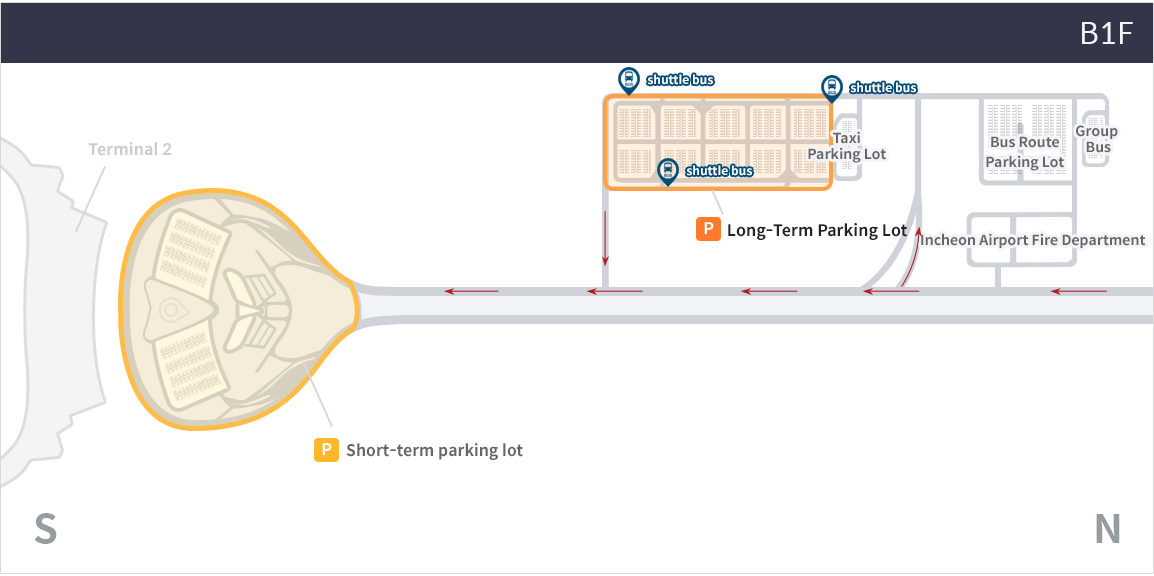 B1F
shuttle bus
shuttle bus
Terminal 2
Taxi
Parking Lot
Bus Route
Parking Lot
Group
Bus
BUS
shuttle bus
P Long-Term Parking Lot
Incheon Airport Fire Department
P Short-term parking lot
S
N